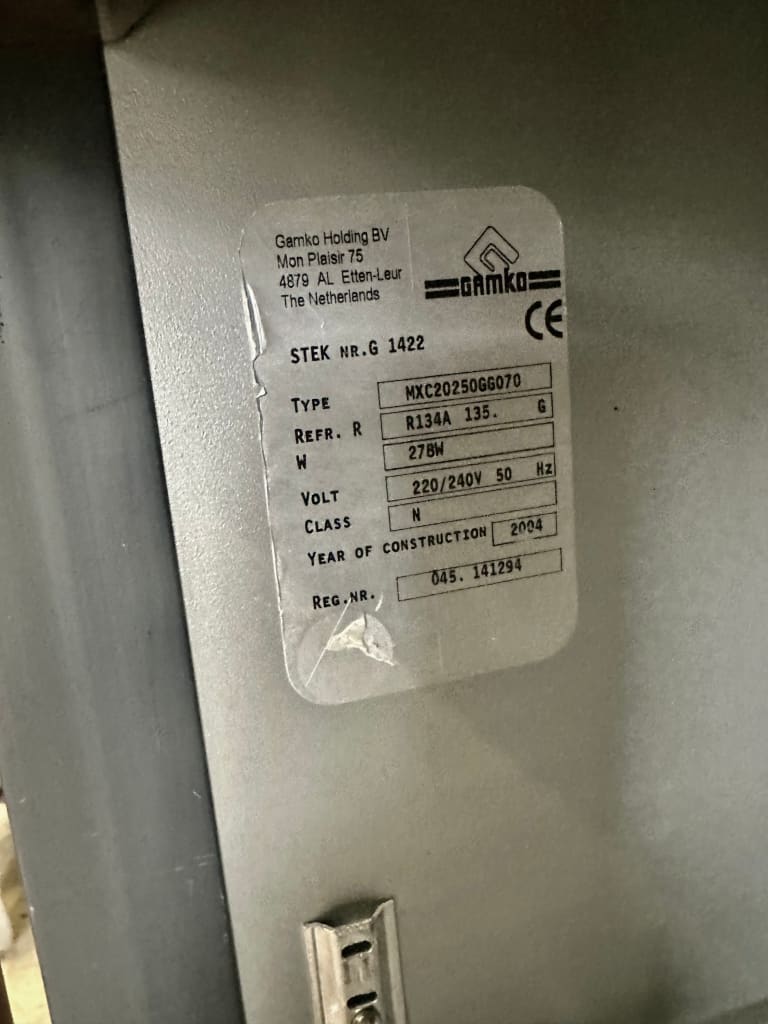 Gamko Holding BV
Mon Plaisir 75
4879 AL Etten-Leur
The Netherlands
GAMKO
CE
STEK NR.G 1422
TYPE MXC20250GG070
REFR. R R134A 135. G
W 278W
VOLT 220/240V 50 Hz
CLASS N
YEAR OF CONSTRUCTION 2004
REG.NR. 045. 141294